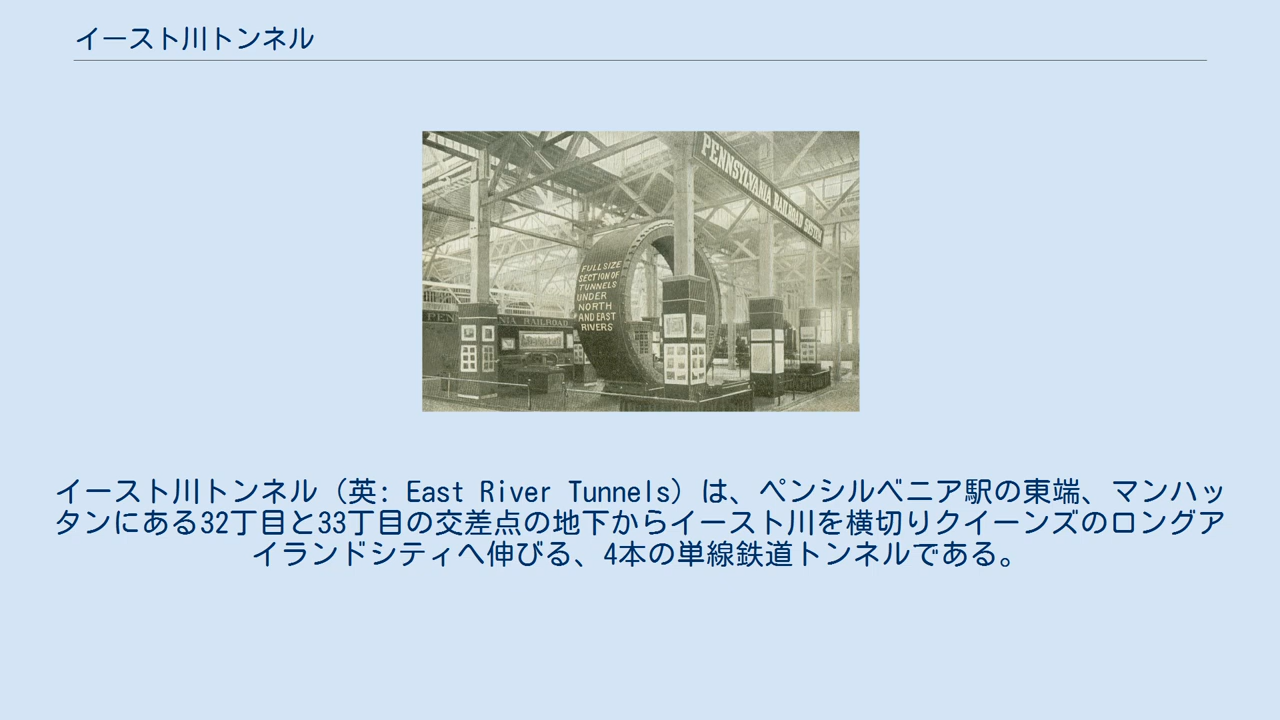 イースト川トンネル
PENNSYLVANIA RAILROAD SYSTEM
FULL SIZE
SECTION OF
TUNNELS
UNDER
NORTH
AND EAST
RIVERS
PEN
NIA RAILROAD
イースト川トンネル（英: East River Tunnels）は、ペンシルベニア駅の東端、マンハッ
タンにある32丁目と33丁目の交差点の地下からイースト川を横切りクイーンズのロングア
イランドシティへ伸びる、4本の単線鉄道トンネルである。